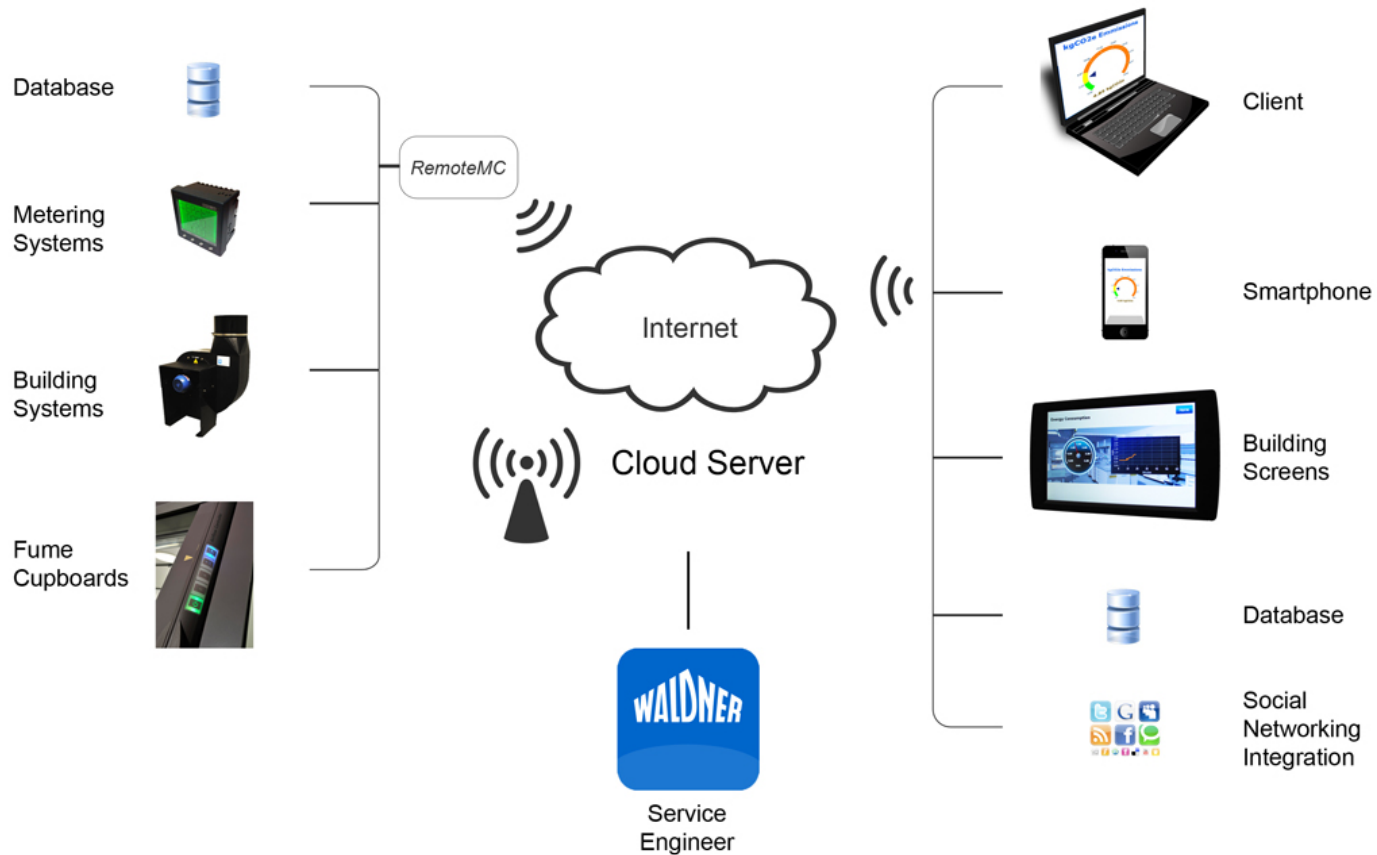 Database
Metering
Systems
Building
Systems
Fume
Cupboards
RemoteMC
Internet
Cloud Server
WALDNER
Service
Engineer
kgCO2e Emmissions
Client
Smartphone
Energy Consumption
Building
Screens
Database
Social
Networking
Integration